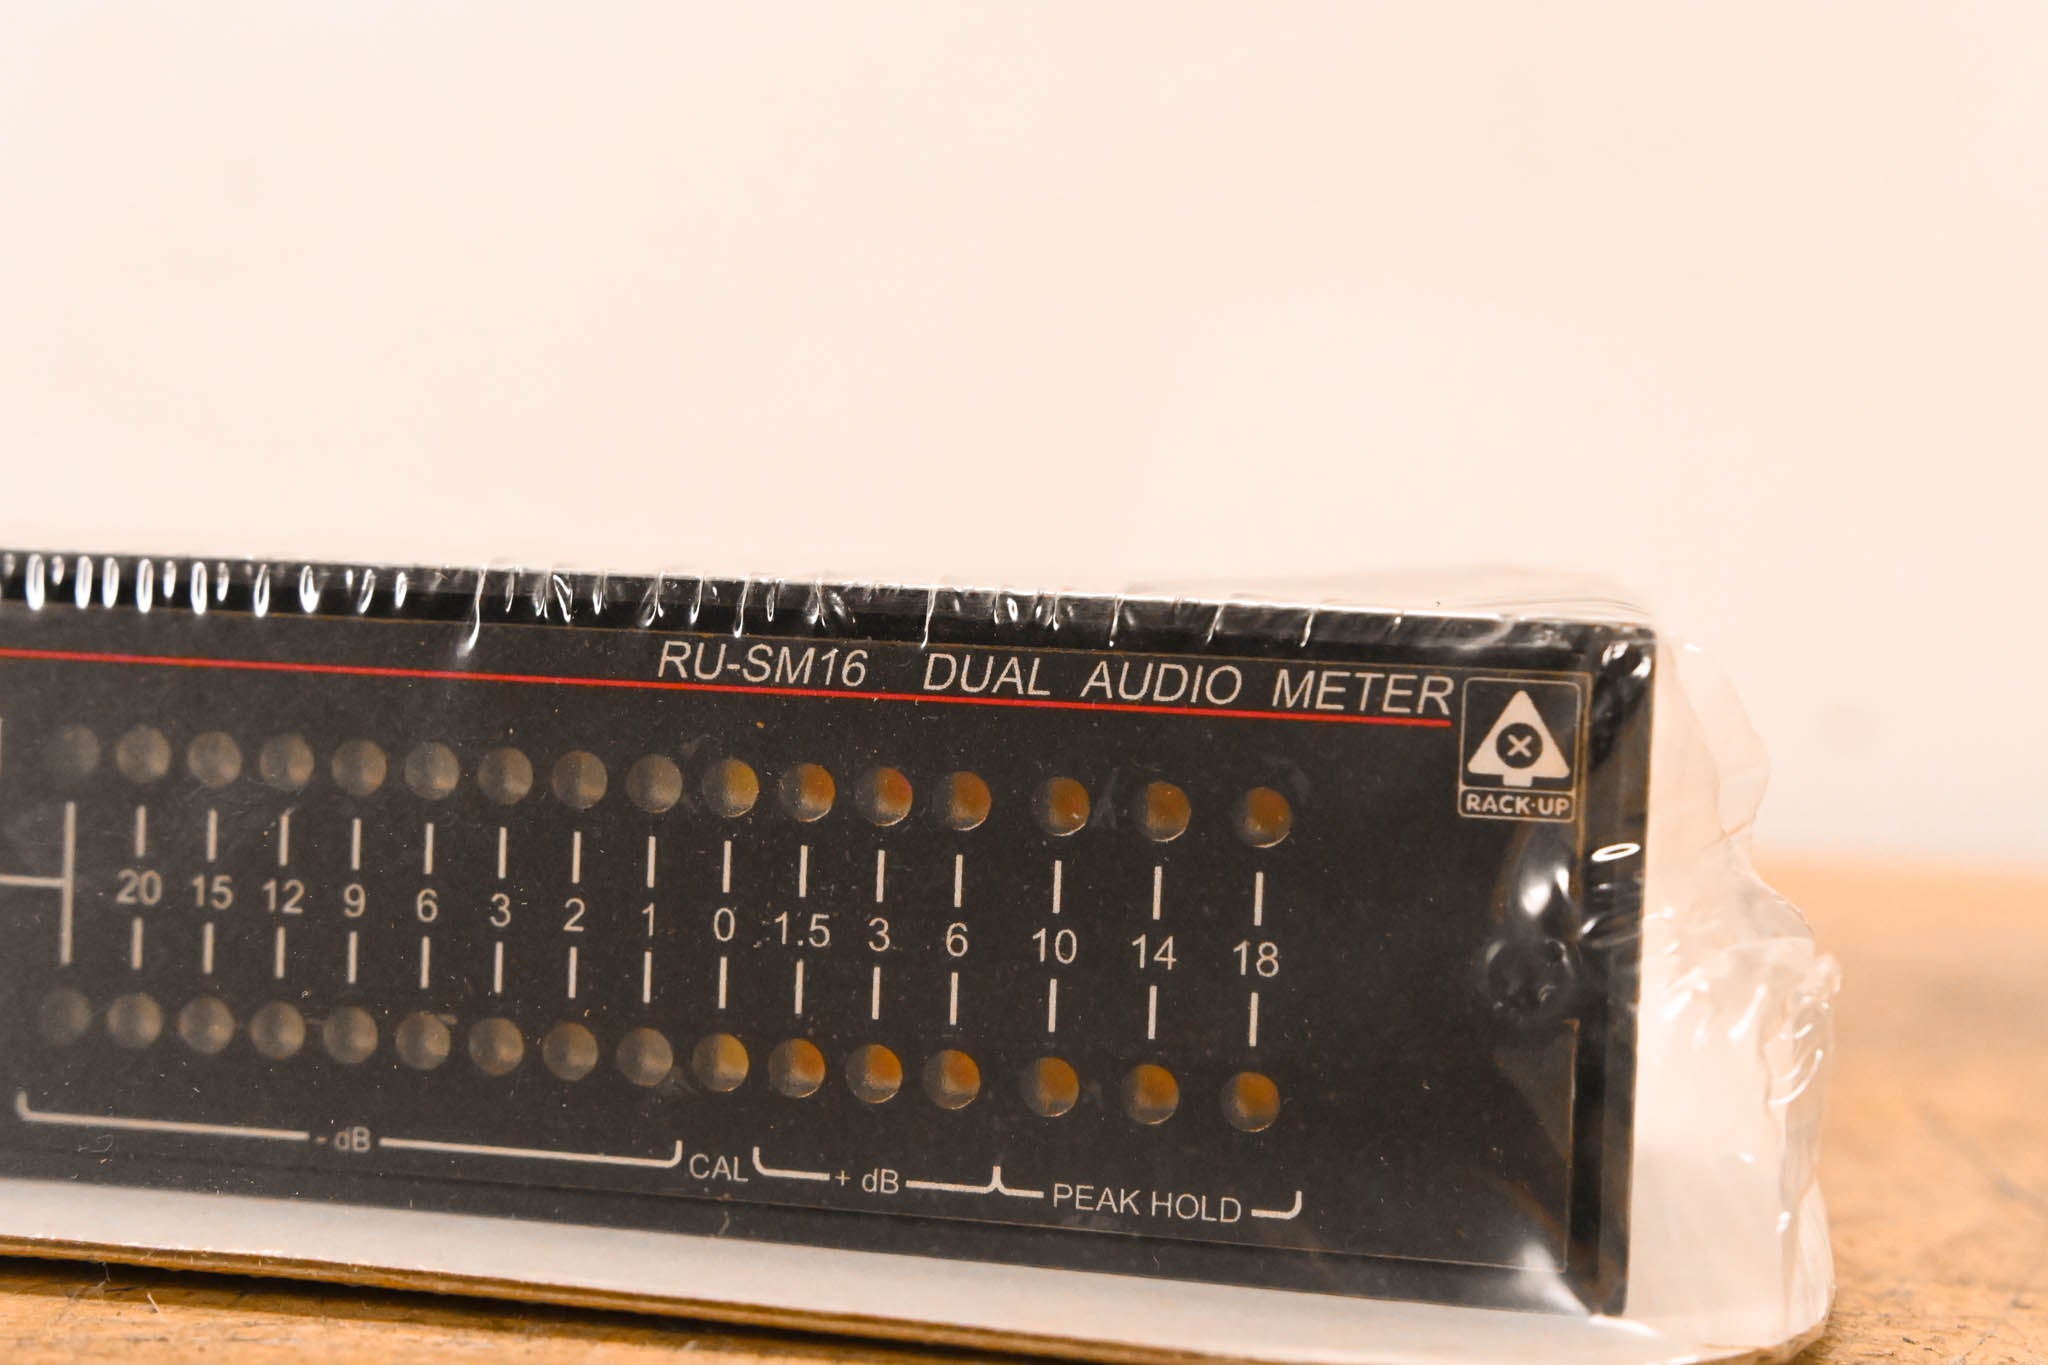 RU-SM16 DUAL AUDIO METER
RACK·UP
20 15 12 9 6 3 2 1 0 1.5 3 6 10 14 18
- dB CAL + dB PEAK HOLD